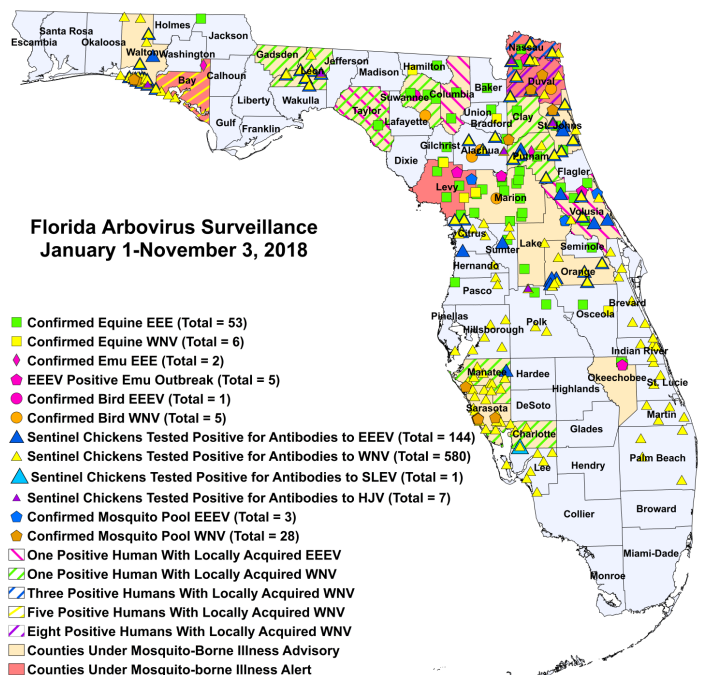 Holmes
Santa Rosa
Jackson
Escambia
Okaloosa
Walton
Washington
Gadsden
Jefferson
Leon
Madison
Hamilton
Nassau
Bay
Calhoun
Duval
Baker
Suwannee
Columbia
Liberty
Wakulla
Taylor
Union
Clay
Lafayette
Bradford
St. Johns
Gulf
Franklin
Gilchrist
Alachua
Putnam
Dixie
Flagler
Levy
Marion
Volusia
Florida Arbovirus Surveillance
January 1-November 3, 2018
Citrus
Lake
Sumter
Seminole
Hernando
Orange
Pasco
Brevard
Osceola
Pinellas
Hillsborough
Polk
Indian River
Manatee
Hardee
Okeechobee
St. Lucie
Highlands
Sarasota
DeSoto
Martin
Charlotte
Glades
Lee
Hendry
Palm Beach
Collier
Broward
Miami-Dade
Monroe
Confirmed Equine EEE (Total = 53)
Confirmed Equine WNV (Total = 6)
Confirmed Emu EEE (Total = 2)
EEEV Positive Emu Outbreak (Total = 5)
Confirmed Bird EEEV (Total = 1)
Confirmed Bird WNV (Total = 5)
Sentinel Chickens Tested Positive for Antibodies to EEEV (Total = 144)
Sentinel Chickens Tested Positive for Antibodies to WNV (Total = 580)
Sentinel Chickens Tested Positive for Antibodies to SLEV (Total = 1)
Sentinel Chickens Tested Positive for Antibodies to HJV (Total = 7)
Confirmed Mosquito Pool EEEV (Total = 3)
Confirmed Mosquito Pool WNV (Total = 28)
One Positive Human With Locally Acquired EEEV
One Positive Human With Locally Acquired WNV
Three Positive Humans With Locally Acquired WNV
Five Positive Humans With Locally Acquired WNV
Eight Positive Humans With Locally Acquired WNV
Counties Under Mosquito-Borne Illness Advisory
Counties Under Mosquito-borne Illness Alert